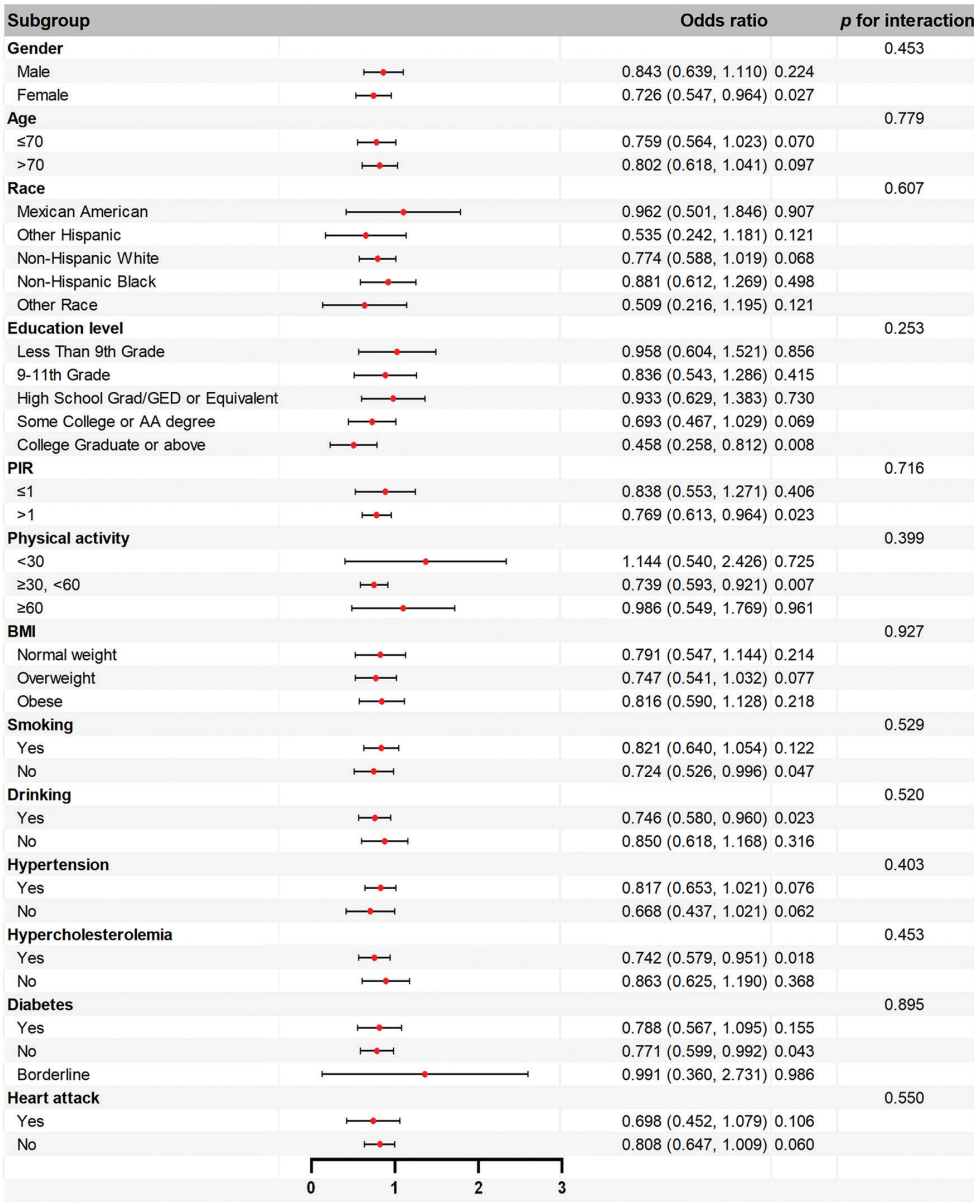 Subgroup Odds ratio p for interaction
Gender 0.453
Male 0.843 (0.639, 1.110) 0.224
Female 0.726 (0.547, 0.964) 0.027
Age 0.779
≤70 0.759 (0.564, 1.023) 0.070
>70 0.802 (0.618, 1.041) 0.097
Race 0.607
Mexican American 0.962 (0.501, 1.846) 0.907
Other Hispanic 0.535 (0.242, 1.181) 0.121
Non-Hispanic White 0.774 (0.588, 1.019) 0.068
Non-Hispanic Black 0.881 (0.612, 1.269) 0.498
Other Race 0.509 (0.216, 1.195) 0.121
Education level 0.253
Less Than 9th Grade 0.958 (0.604, 1.521) 0.856
9-11th Grade 0.836 (0.543, 1.286) 0.415
High School Grad/GED or Equivalent 0.933 (0.629, 1.383) 0.730
Some College or AA degree 0.693 (0.467, 1.029) 0.069
College Graduate or above 0.458 (0.258, 0.812) 0.008
PIR 0.716
≤1 0.838 (0.553, 1.271) 0.406
>1 0.769 (0.613, 0.964) 0.023
Physical activity 0.399
<30 1.144 (0.540, 2.426) 0.725
≥30, <60 0.739 (0.593, 0.921) 0.007
≥60 0.986 (0.549, 1.769) 0.961
BMI 0.927
Normal weight 0.791 (0.547, 1.144) 0.214
Overweight 0.747 (0.541, 1.032) 0.077
Obese 0.816 (0.590, 1.128) 0.218
Smoking 0.529
Yes 0.821 (0.640, 1.054) 0.122
No 0.724 (0.526, 0.996) 0.047
Drinking 0.520
Yes 0.746 (0.580, 0.960) 0.023
No 0.850 (0.618, 1.168) 0.316
Hypertension 0.403
Yes 0.817 (0.653, 1.021) 0.076
No 0.668 (0.437, 1.021) 0.062
Hypercholesterolemia 0.453
Yes 0.742 (0.579, 0.951) 0.018
No 0.863 (0.625, 1.190) 0.368
Diabetes 0.895
Yes 0.788 (0.567, 1.095) 0.155
No 0.771 (0.599, 0.992) 0.043
Borderline 0.991 (0.360, 2.731) 0.986
Heart attack 0.550
Yes 0.698 (0.452, 1.079) 0.106
No 0.808 (0.647, 1.009) 0.060
0 1 2 3